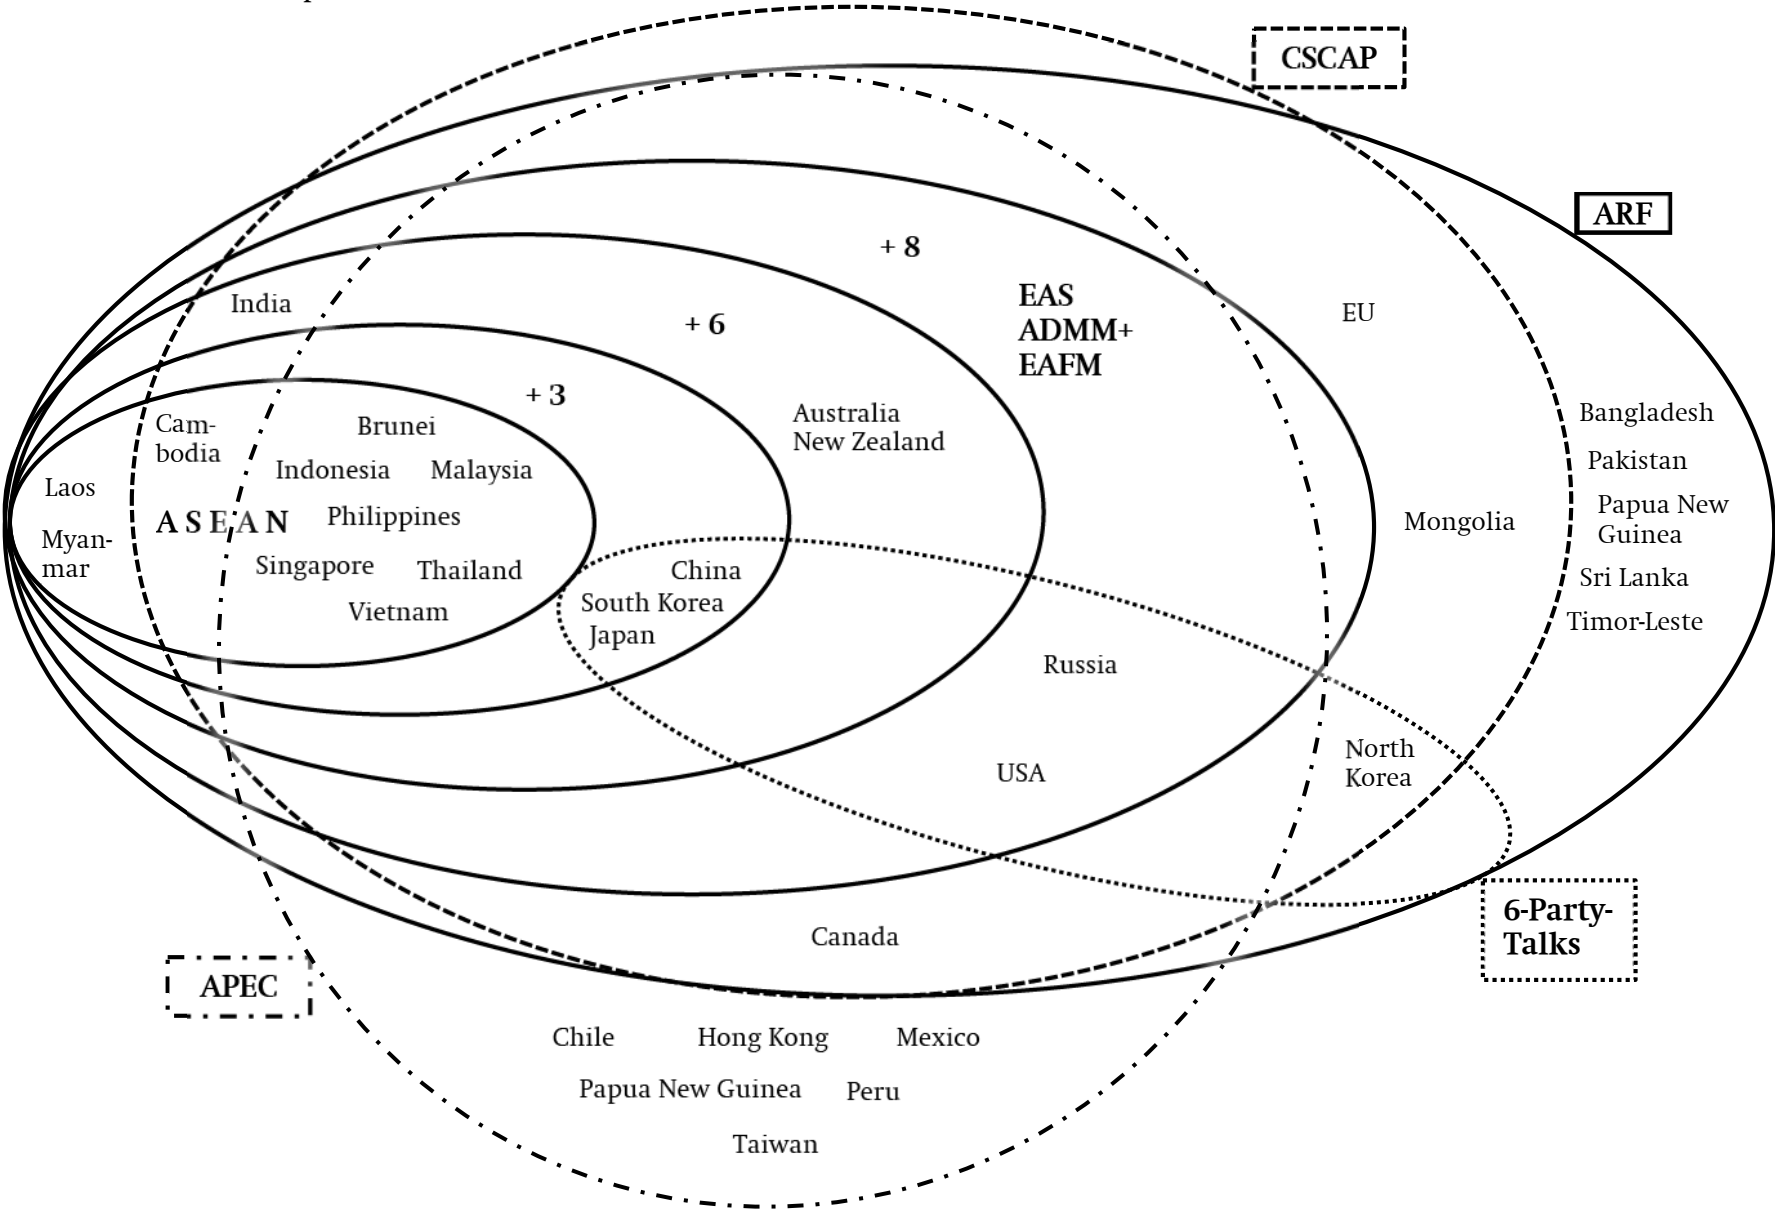 CSCAP
ARF
+ 8
EAS
ADMM+
EAFM
India
EU
+ 6
+ 3
Australia
New Zealand
Bangladesh
Cam-
bodia
Brunei
Pakistan
Indonesia
Malaysia
Laos
Papua New
Guinea
ASEAN
Philippines
Mongolia
Myan-
mar
Singapore
Thailand
China
Sri Lanka
South Korea
Vietnam
Japan
Timor-Leste
Russia
North
Korea
USA
6-Party-
Talks
Canada
APEC
Chile
Hong Kong
Mexico
Papua New Guinea
Peru
Taiwan